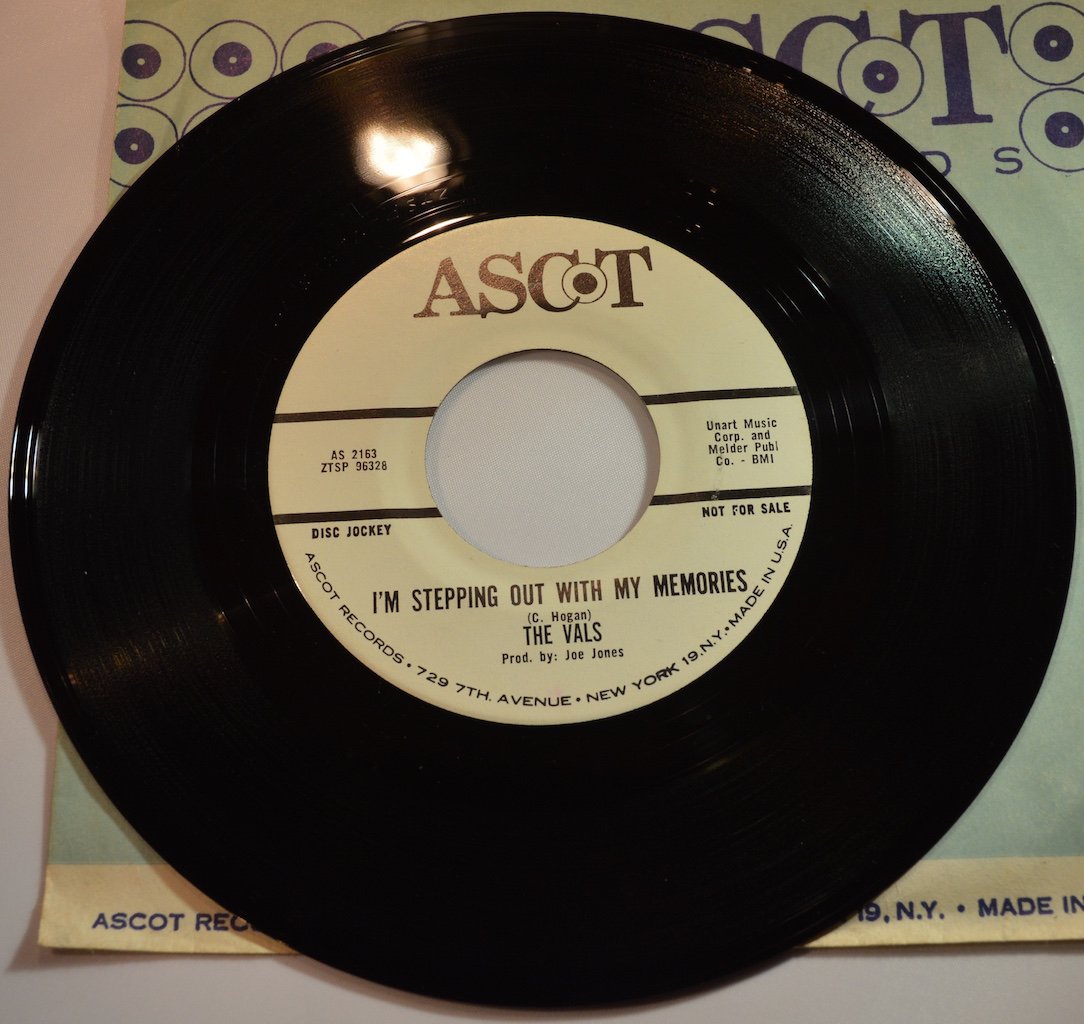 ASCOT
ASCOT
AS 2163
ZTSP 96328
Unart Music
Corp. and
Melder Publ
Co. - BMI
DISC JOCKEY
NOT FOR SALE
I'M STEPPING OUT WITH MY MEMORIES
(C. Hogan)
THE VALS
Prod. by: Joe Jones
ASCOT RECORDS • 729 7TH. AVENUE • NEW YORK 19, N.Y. • MADE IN U.S.A.
ASCOT 19, N.Y. • MADE IN